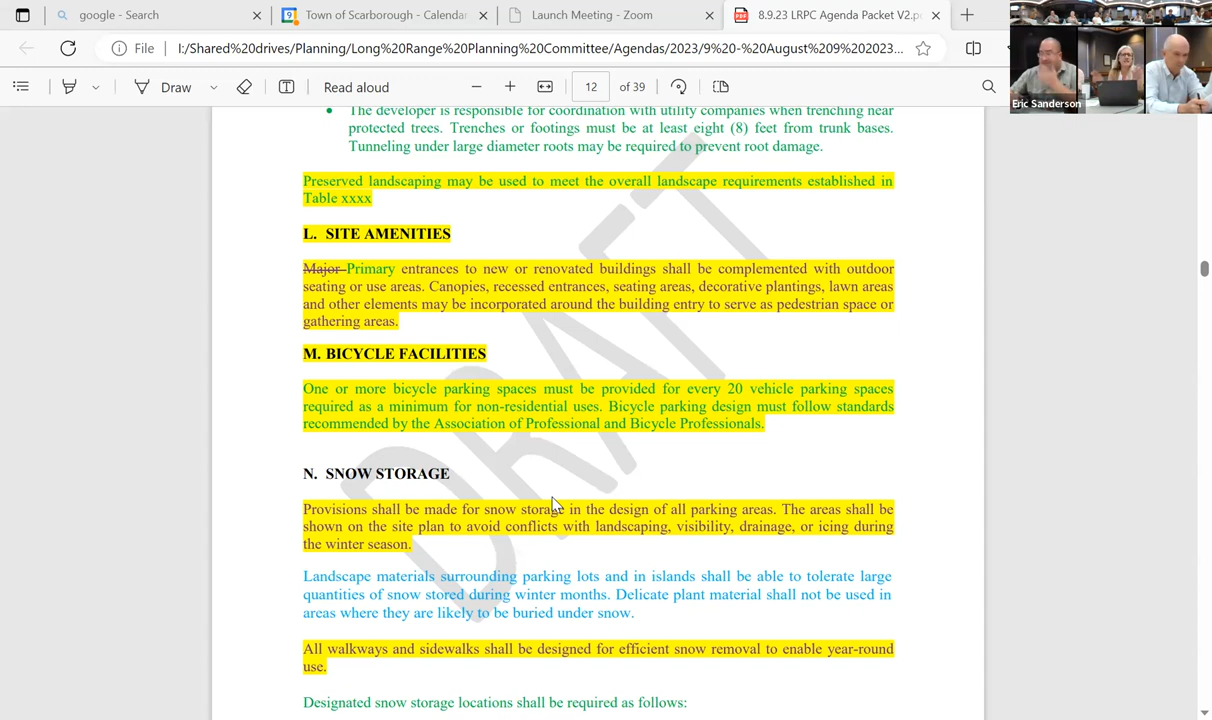 google - Search
Town of Scarborough - Calendar
Launch Meeting - Zoom
8.9.23 LRPC Agenda Packet V2.p
File
I:/Shared%20drives/Planning/Long%20Range%20Planning%20Committee/Agendas/2023/9%20-%20August%209%202023...
Draw
Read aloud
12 of 39
Eric Sanderson
• The developer is responsible for coordination with utility companies when trenching near
protected trees. Trenches or footings must be at least eight (8) feet from trunk bases.
Tunneling under large diameter roots may be required to prevent root damage.
Preserved landscaping may be used to meet the overall landscape requirements established in
Table xxxx
L. SITE AMENITIES
Major Primary entrances to new or renovated buildings shall be complemented with outdoor
seating or use areas. Canopies, recessed entrances, seating areas, decorative plantings, lawn areas
and other elements may be incorporated around the building entry to serve as pedestrian space or
gathering areas.
M. BICYCLE FACILITIES
One or more bicycle parking spaces must be provided for every 20 vehicle parking spaces
required as a minimum for non-residential uses. Bicycle parking design must follow standards
recommended by the Association of Professional and Bicycle Professionals.
N. SNOW STORAGE
Provisions shall be made for snow storage in the design of all parking areas. The areas shall be
shown on the site plan to avoid conflicts with landscaping, visibility, drainage, or icing during
the winter season.
Landscape materials surrounding parking lots and in islands shall be able to tolerate large
quantities of snow stored during winter months. Delicate plant material shall not be used in
areas where they are likely to be buried under snow.
All walkways and sidewalks shall be designed for efficient snow removal to enable year-round
use.
Designated snow storage locations shall be required as follows:
DRAFT